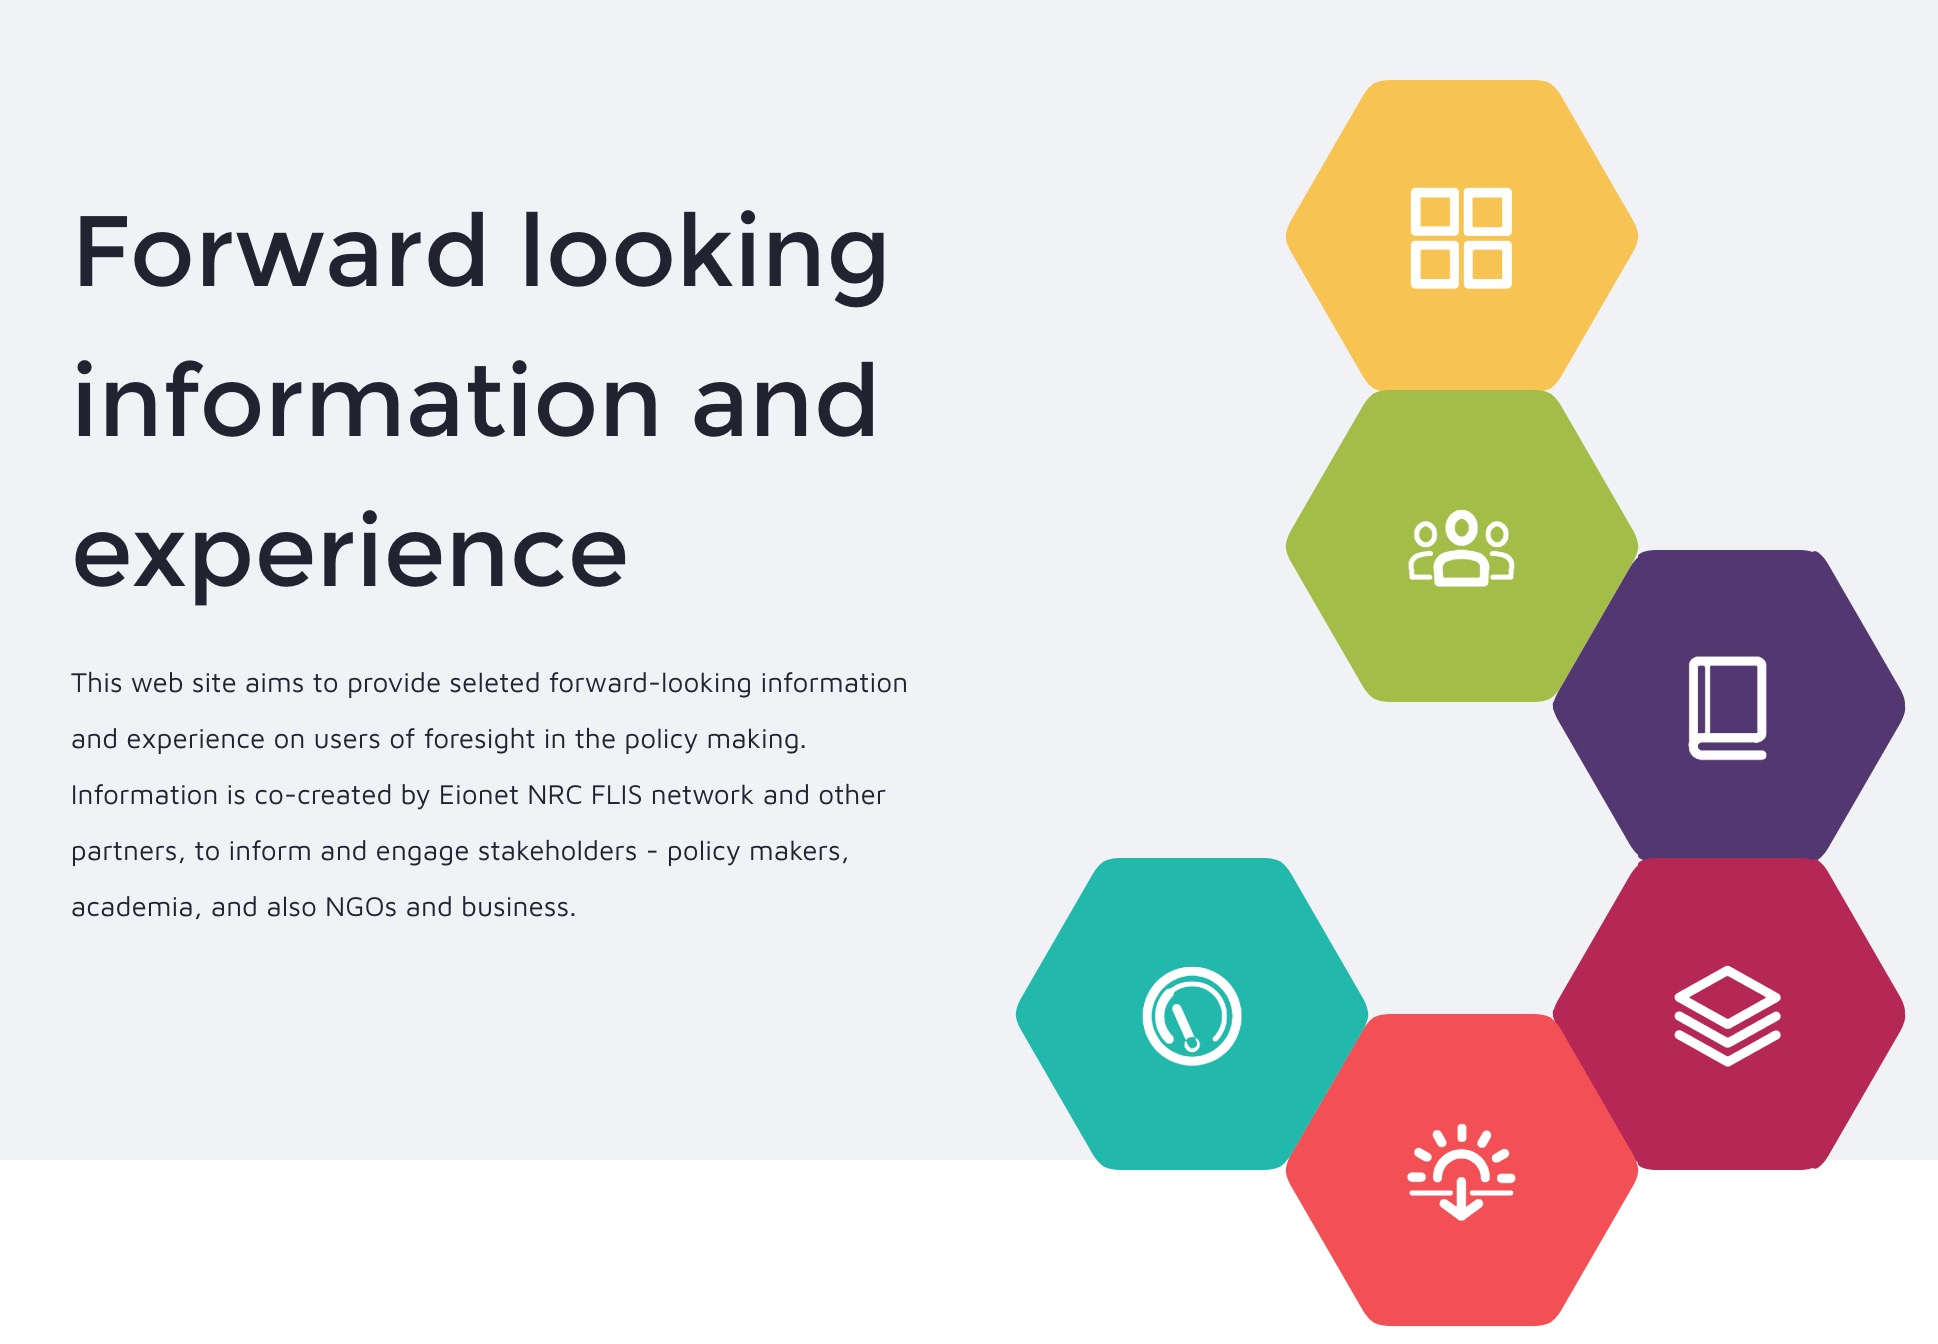 Forward looking
information and
experience
This web site aims to provide seleted forward-looking information
and experience on users of foresight in the policy making.
Information is co-created by Eionet NRC FLIS network and other
partners, to inform and engage stakeholders - policy makers,
academia, and also NGOs and business.